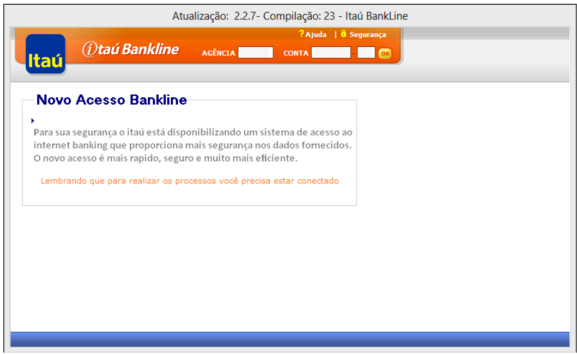 Atualização: 2.2.7- Compilação: 23 - Itaú BankLine
?Ajuda | Segurança
Itaú
itaú Bankline AGÊNCIA CONTA OK
Novo Acesso Bankline
Para sua segurança o itaú está disponibilizando um sistema de acesso ao
internet banking que proporciona mais segurança nos dados fornecidos.
O novo acesso é mais rapido, seguro e muito mais eficiente.
Lembrando que para realizar os processos você precisa estar conectado